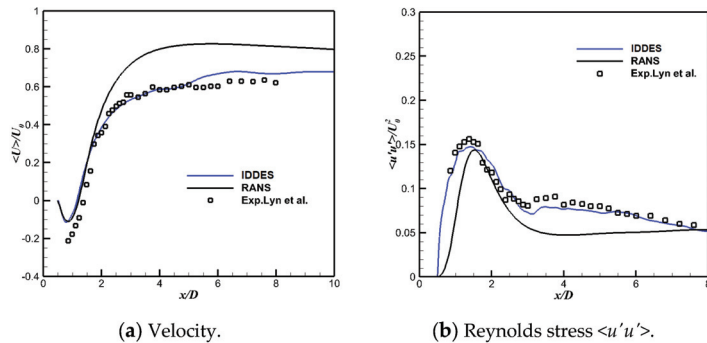 1
0.8
0.6
0.4
0.2
0
-0.2
-0.4
<U>/U₀
IDDES
RANS
Exp.Lyn et al.
0 2 4 6 8 10
x/D
(a) Velocity.
0.3
0.25
0.2
0.15
0.1
0.05
0
<u'u'>/U₀²
IDDES
RANS
Exp.Lyn et al.
0 2 4 6 8
x/D
(b) Reynolds stress <u'u'>.